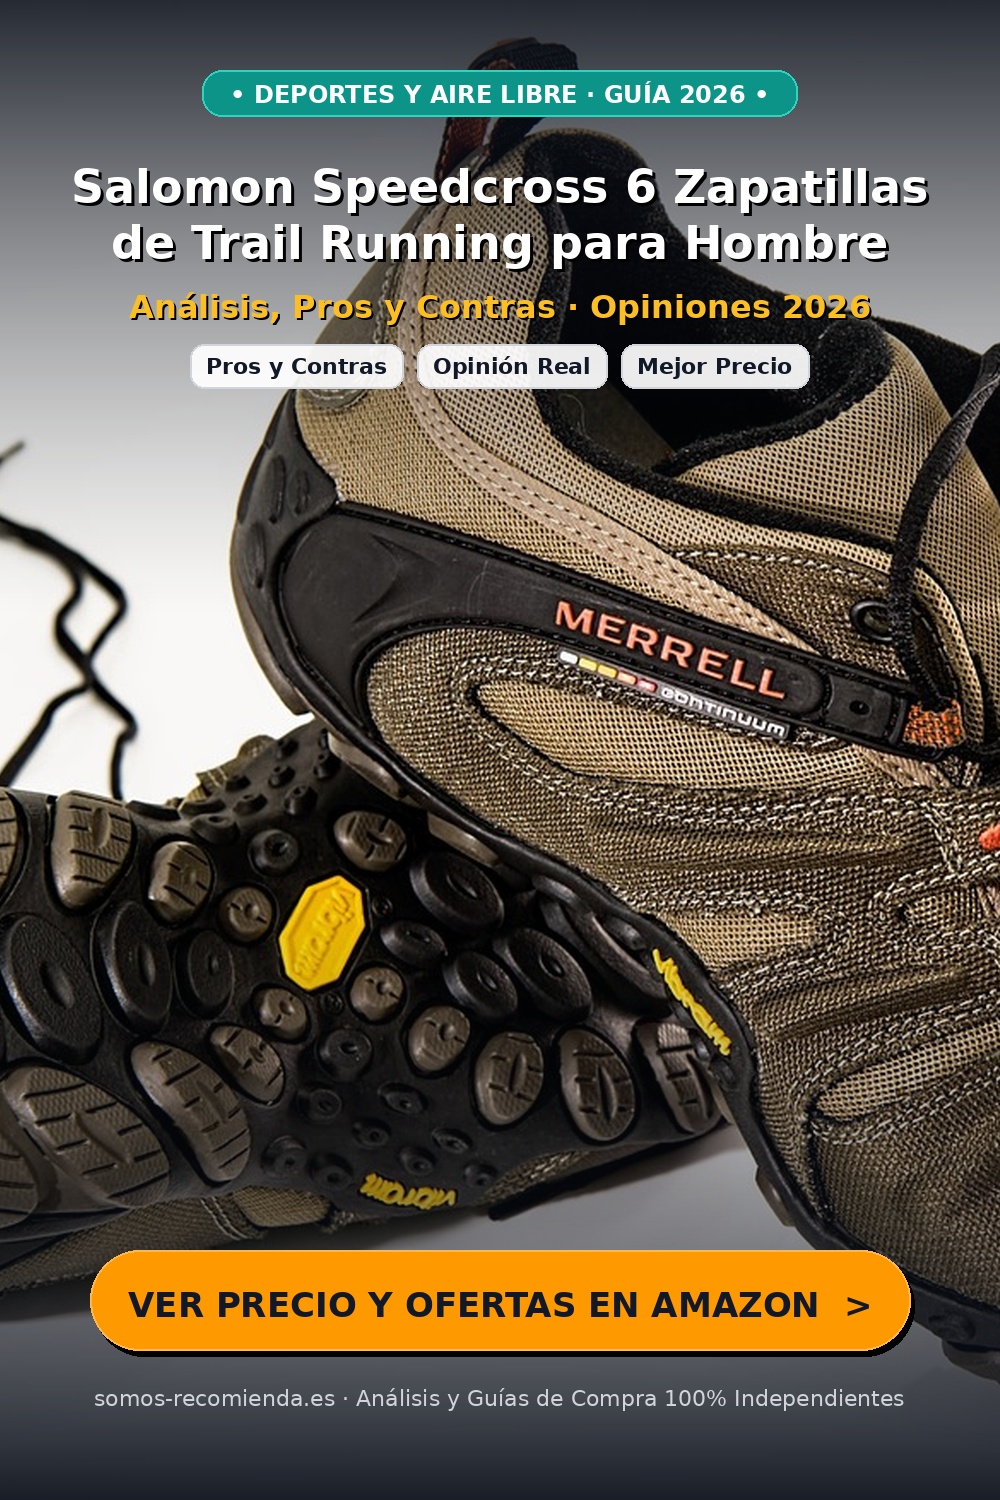 • DEPORTES Y AIRE LIBRE · GUÍA 2026 •
Salomon Speedcross 6 Zapatillas
de Trail Running para Hombre
Análisis, Pros y Contras · Opiniones 2026
Pros y Contras
Opinión Real
Mejor Precio
MERRELL
continuum
vibram
vibram
vibram
VER PRECIO Y OFERTAS EN AMAZON >
somos-recomienda.es · Análisis y Guías de Compra 100% Independientes